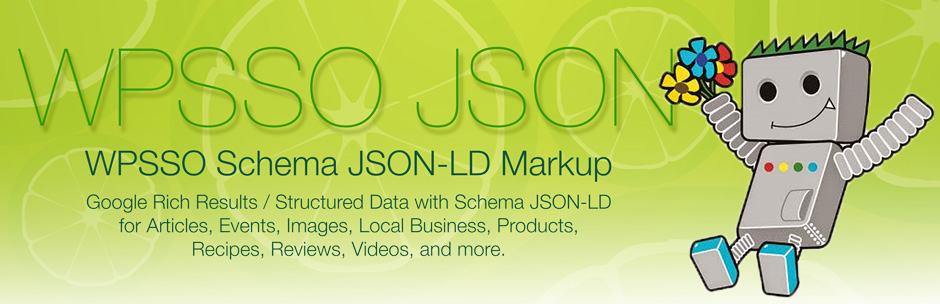 WPSSO JSON
WPSSO Schema JSON-LD Markup
Google Rich Results / Structured Data with Schema JSON-LD
for Articles, Events, Images, Local Business, Products,
Recipes, Reviews, Videos, and more.